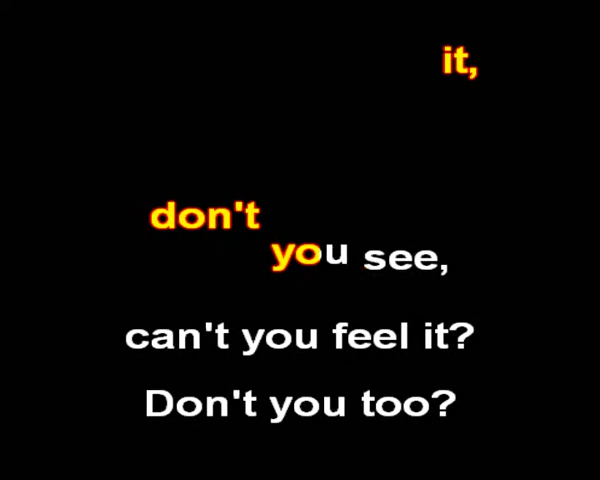 it,
don't
you see,
can't you feel it?
Don't you too?